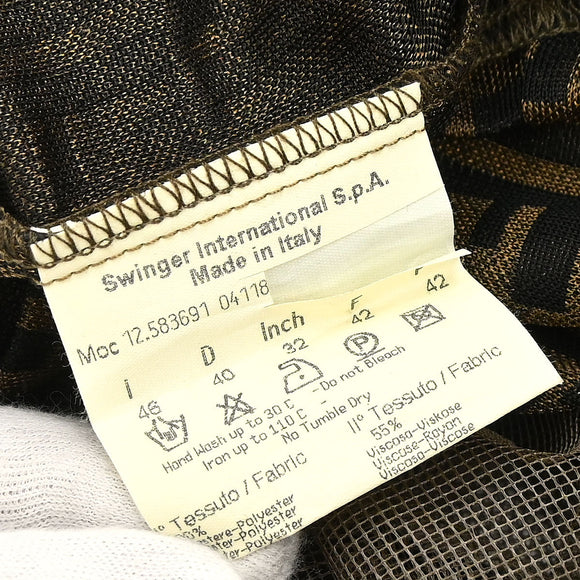 Swinger International S.p.A.
Made in Italy
Moc 12.583691 04118
I D Inch F F
46 40 32 42 42
P
Hand Wash up to 30 C - Do not Bleach
Iron up to 110 C - No Tumble Dry
Tessuto / Fabric
II° Tessuto / Fabric
55%
Viscosa-Viskose
Viscose-Rayan
Viscosa-Viscose